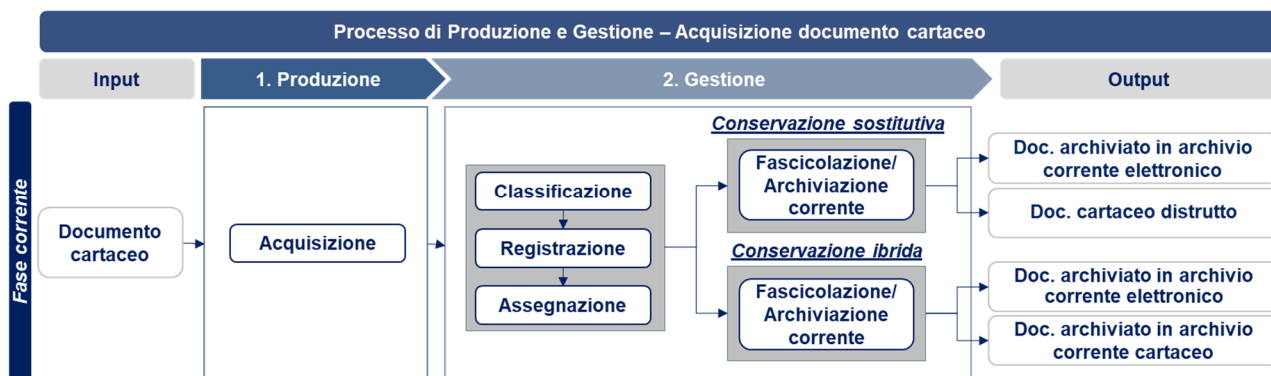 Processo di Produzione e Gestione – Acquisizione documento cartaceo
Input
1. Produzione
2. Gestione
Output
Fase corrente
Documento
cartaceo
Acquisizione
Classificazione
Registrazione
Assegnazione
Conservazione sostitutiva
Fascicolazione/
Archiviazione
corrente
Conservazione ibrida
Fascicolazione/
Archiviazione
corrente
Doc. archiviato in archivio
corrente elettronico
Doc. cartaceo distrutto
Doc. archiviato in archivio
corrente elettronico
Doc. archiviato in archivio
corrente cartaceo